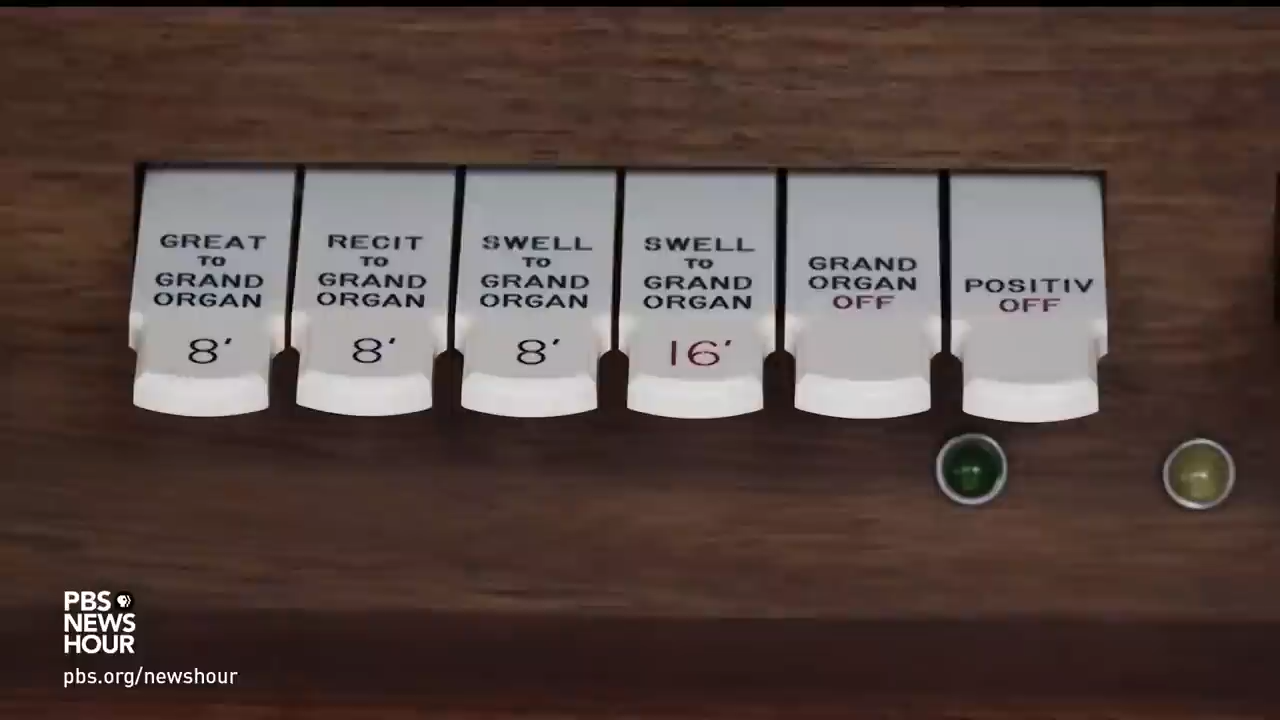 GREAT
TO
GRAND
ORGAN
8'
RECIT
TO
GRAND
ORGAN
8'
SWELL
TO
GRAND
ORGAN
8'
SWELL
TO
GRAND
ORGAN
16'
GRAND
ORGAN
OFF
POSITIV
OFF
PBS
NEWS
HOUR
pbs.org/newshour